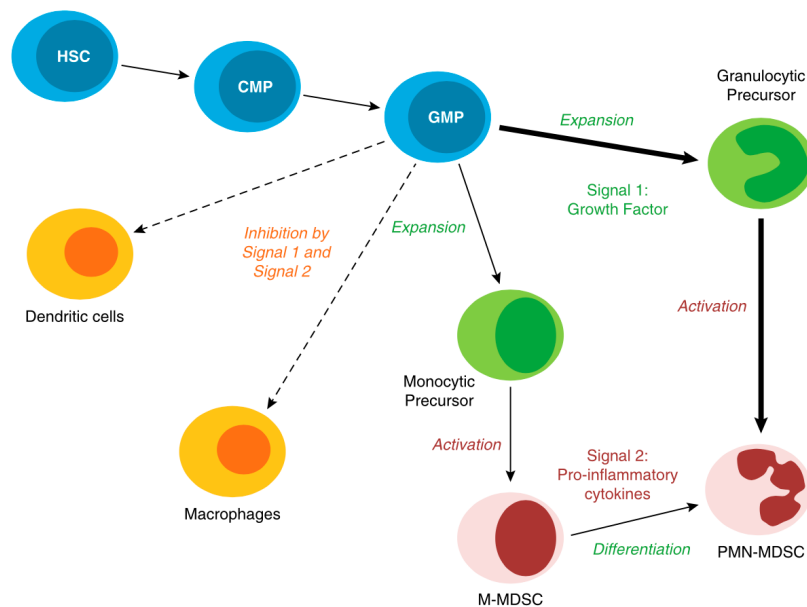 HSC
CMP
GMP
Granulocytic
Precursor
Expansion
Signal 1:
Growth Factor
Inhibition by
Signal 1 and
Signal 2
Expansion
Dendritic cells
Activation
Monocytic
Precursor
Activation
Signal 2:
Pro-inflammatory
cytokines
Macrophages
Differentiation
PMN-MDSC
M-MDSC